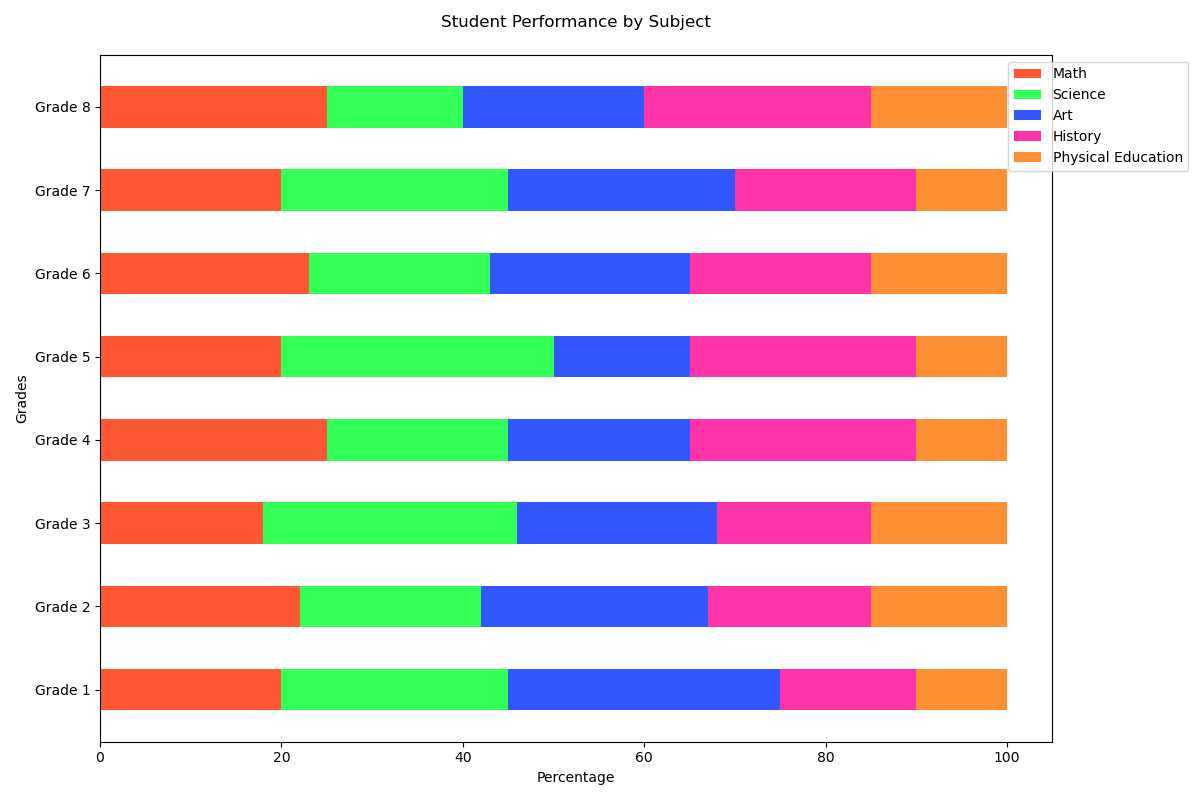 Student Performance by Subject
Math
Science
Art
History
Physical Education
Grade 8
Grade 7
Grade 6
Grade 5
Grade 4
Grade 3
Grade 2
Grade 1
Grades
0 20 40 60 80 100
Percentage